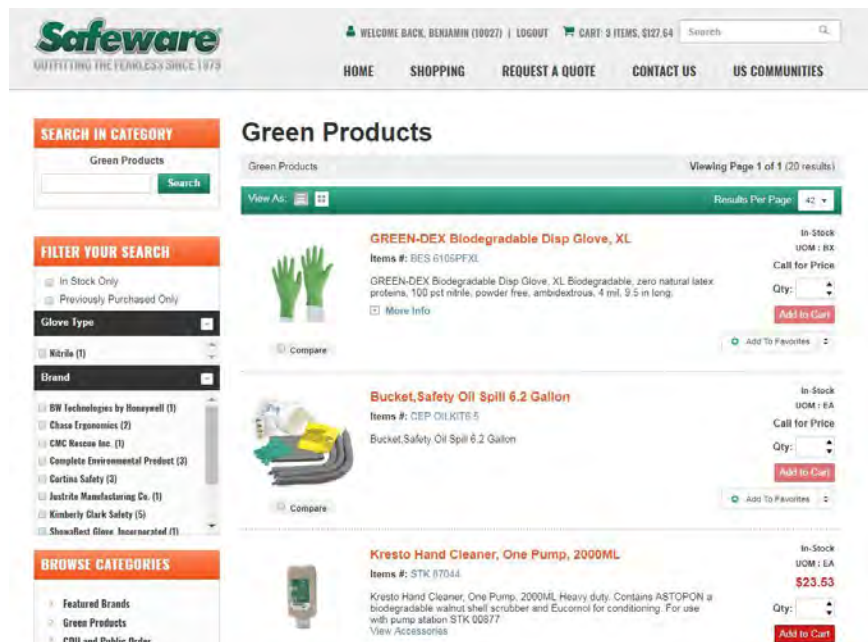 Safeware
OUTFITTING THE FEARLESS SINCE 1979
WELCOME BACK, BENJAMIN (10027) | LOGOUT CART: 3 ITEMS, $127.64 Search
HOME SHOPPING REQUEST A QUOTE CONTACT US US COMMUNITIES
SEARCH IN CATEGORY
Green Products
Search
FILTER YOUR SEARCH
In Stock Only
Previously Purchased Only
Glove Type
Nitrile (1)
Brand
BW Technologies by Honeywell (1)
Chase Ergonomics (2)
CMC Rescue Inc. (1)
Complete Environmental Product (3)
Cortina Safety (3)
Justrite Manufacturing Co. (1)
Kimberly Clark Safety (5)
ShowaBest Glove, Incorporated (1)
BROWSE CATEGORIES
Featured Brands
Green Products
CDU and Public Order
Green Products
Green Products Viewing Page 1 of 1 (20 results)
View As: Results Per Page: 42
GREEN-DEX Biodegradable Disp Glove, XL
Items #: BES 6105PFXL
GREEN-DEX Biodegradable Disp Glove, XL Biodegradable, zero natural latex
proteins, 100 pct nitrile, powder free, ambidextrous, 4 mil, 9.5 in long.
More Info
Compare
In-Stock
UOM : BX
Call for Price
Qty:
Add to Cart
Add To Favorites
Bucket,Safety Oil Spill 6.2 Gallon
Items #: CEP OILKIT6.5
Bucket,Safety Oil Spill 6.2 Gallon
Compare
In-Stock
UOM : EA
Call for Price
Qty:
Add to Cart
Add To Favorites
Kresto Hand Cleaner, One Pump, 2000ML
Items #: STK 87044
Kresto Hand Cleaner, One Pump, 2000ML Heavy duty. Contains ASTOPON a
biodegradable walnut shell scrubber and Eucornol for conditioning. For use
with pump station STK 00877
View Accessories
In-Stock
UOM : EA
$23.53
Qty:
Add to Cart